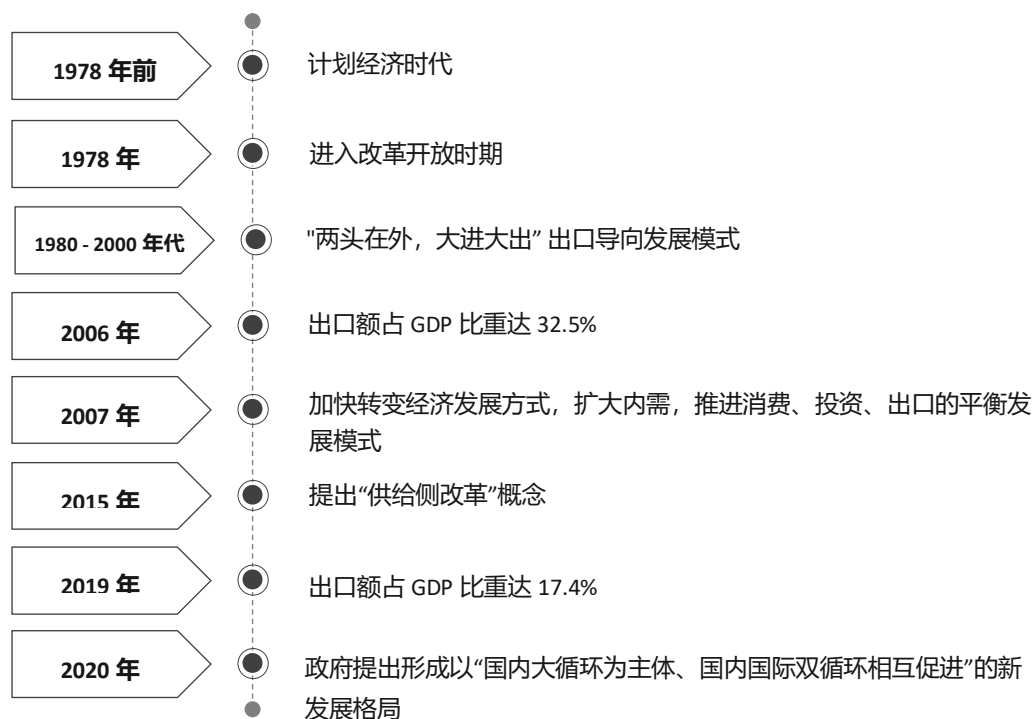 1978 年前
计划经济时代
1978 年
进入改革开放时期
1980 - 2000 年代
"两头在外，大进大出” 出口导向发展模式
2006 年
出口额占 GDP 比重达 32.5%
2007 年
加快转变经济发展方式，扩大内需，推进消费、投资、出口的平衡发
展模式
2015 年
提出“供给侧改革”概念
2019 年
出口额占 GDP 比重达 17.4%
2020 年
政府提出形成以“国内大循环为主体、国内国际双循环相互促进”的新
发展格局